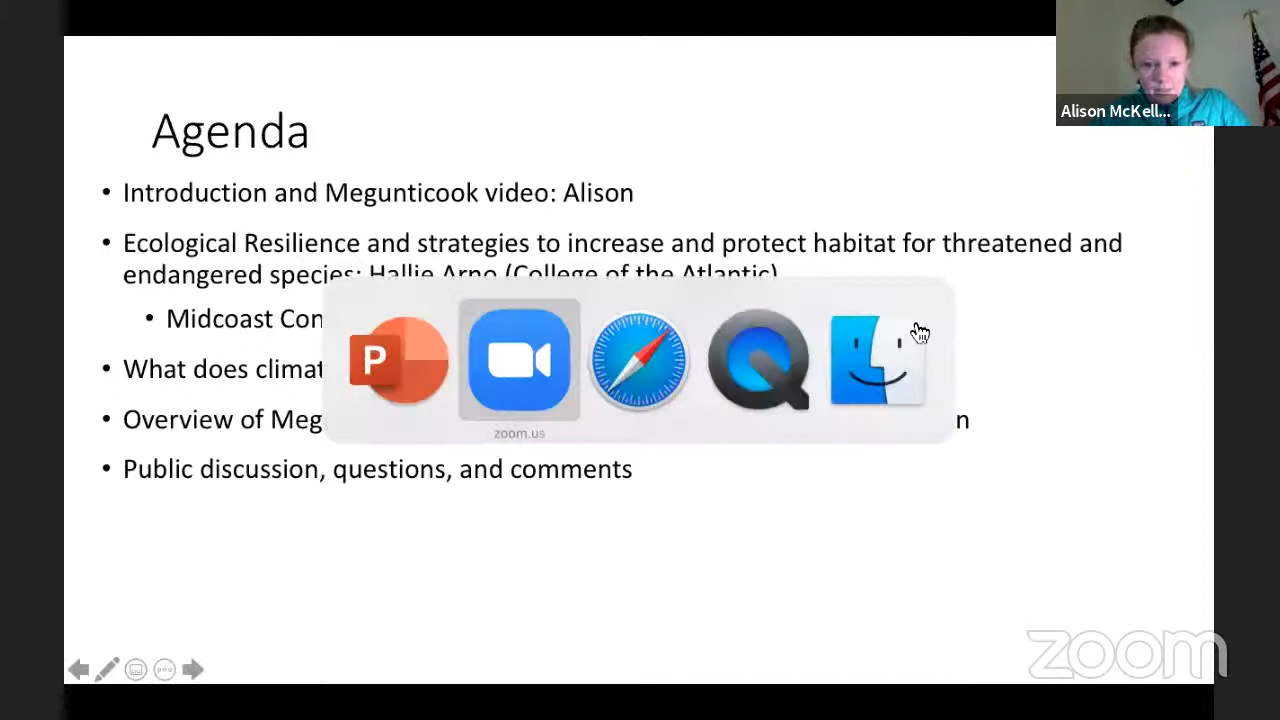 Alison McKell...
Agenda
• Introduction and Megunticook video: Alison
• Ecological Resilience and strategies to increase and protect habitat for threatened and
endangered species: Hallie Arno (College of the Atlantic)
• Midcoast Con
• What does climat
• Overview of Meg n
• Public discussion, questions, and comments
P
zoom.us
zoom